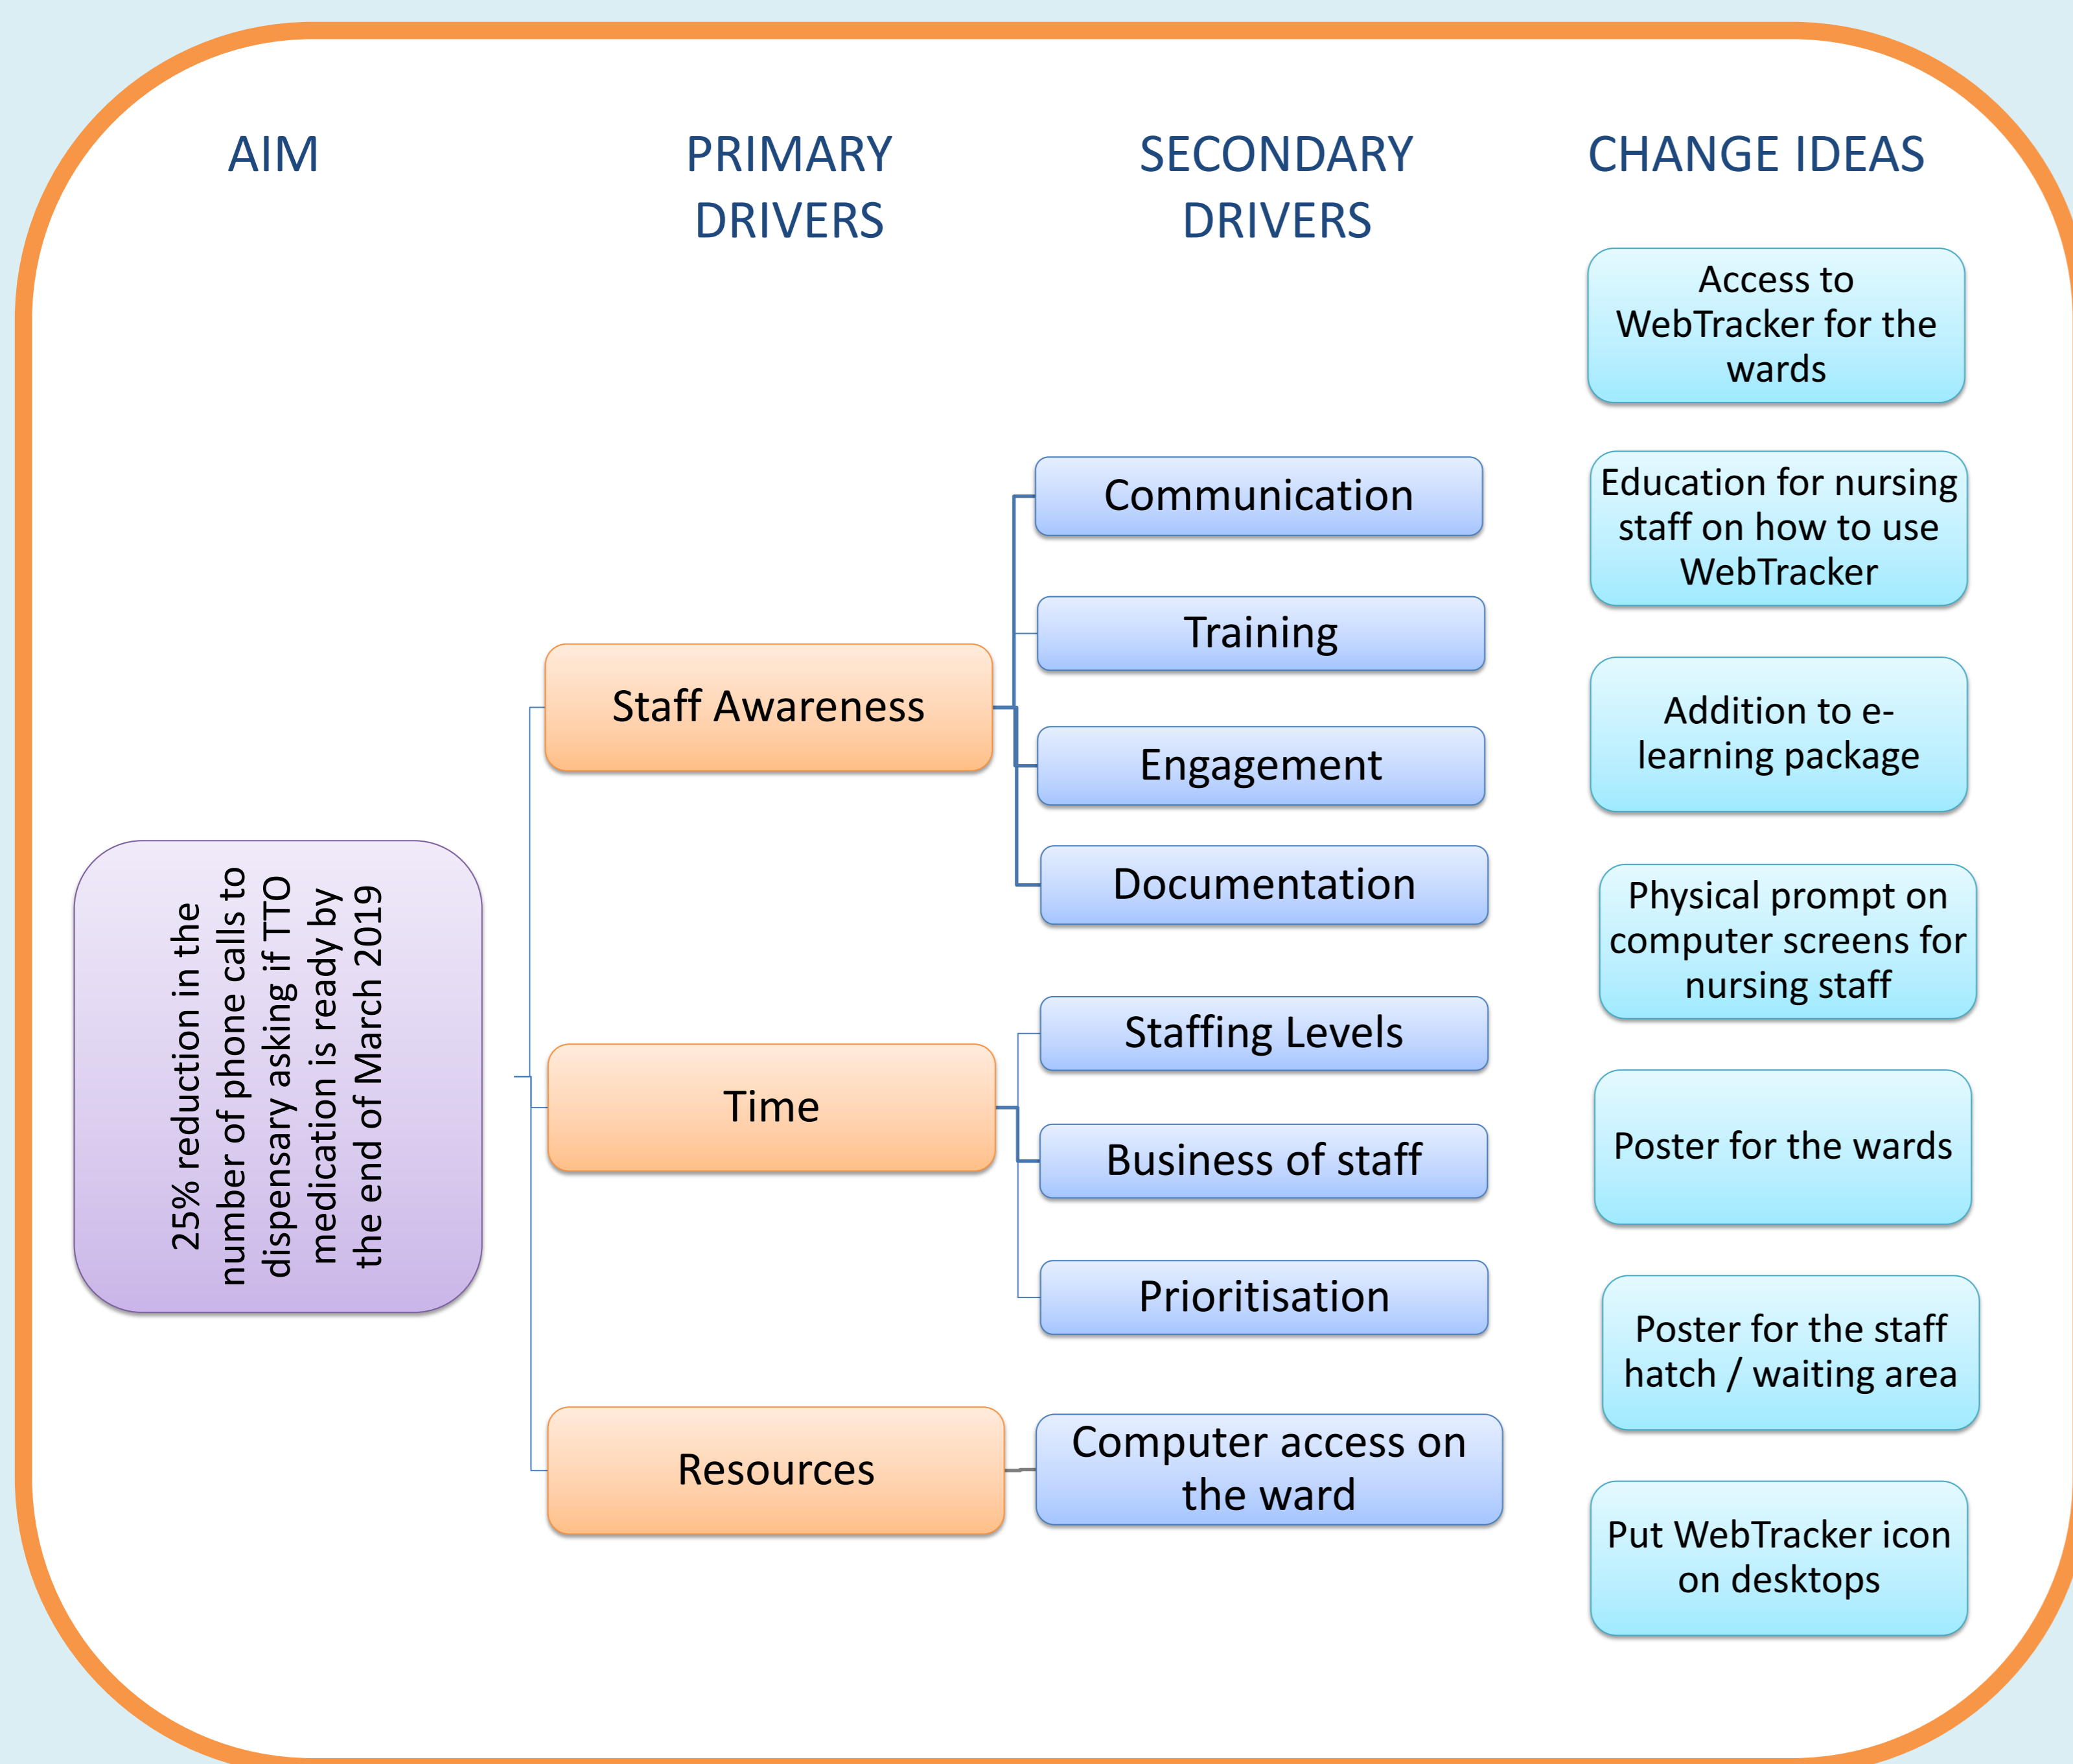 AIM
PRIMARY
DRIVERS
SECONDARY
DRIVERS
CHANGE IDEAS
25% reduction in the
number of phone calls to
dispensary asking if TTO
medication is ready by
the end of March 2019
Staff Awareness
Time
Resources
Communication
Training
Engagement
Documentation
Staffing Levels
Business of staff
Prioritisation
Computer access on
the ward
Access to
WebTracker for the
wards
Education for nursing
staff on how to use
WebTracker
Addition to e-
learning package
Physical prompt on
computer screens for
nursing staff
Poster for the wards
Poster for the staff
hatch / waiting area
Put WebTracker icon
on desktops